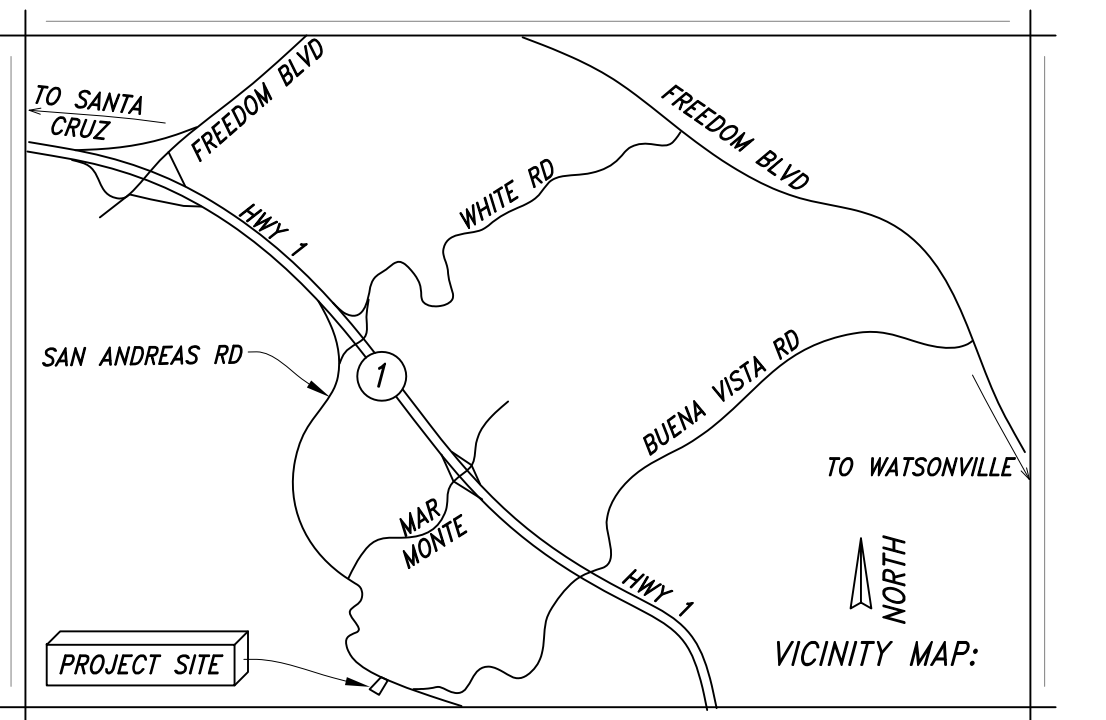 FREEDOM BLVD
TO SANTA
CRUZ
FREEDOM BLVD
WHITE RD
HWY 1
SAN ANDREAS RD
1
BUENA VISTA RD
TO WATSONVILLE
MAR
MONTE
NORTH
HWY 1
VICINITY MAP:
PROJECT SITE